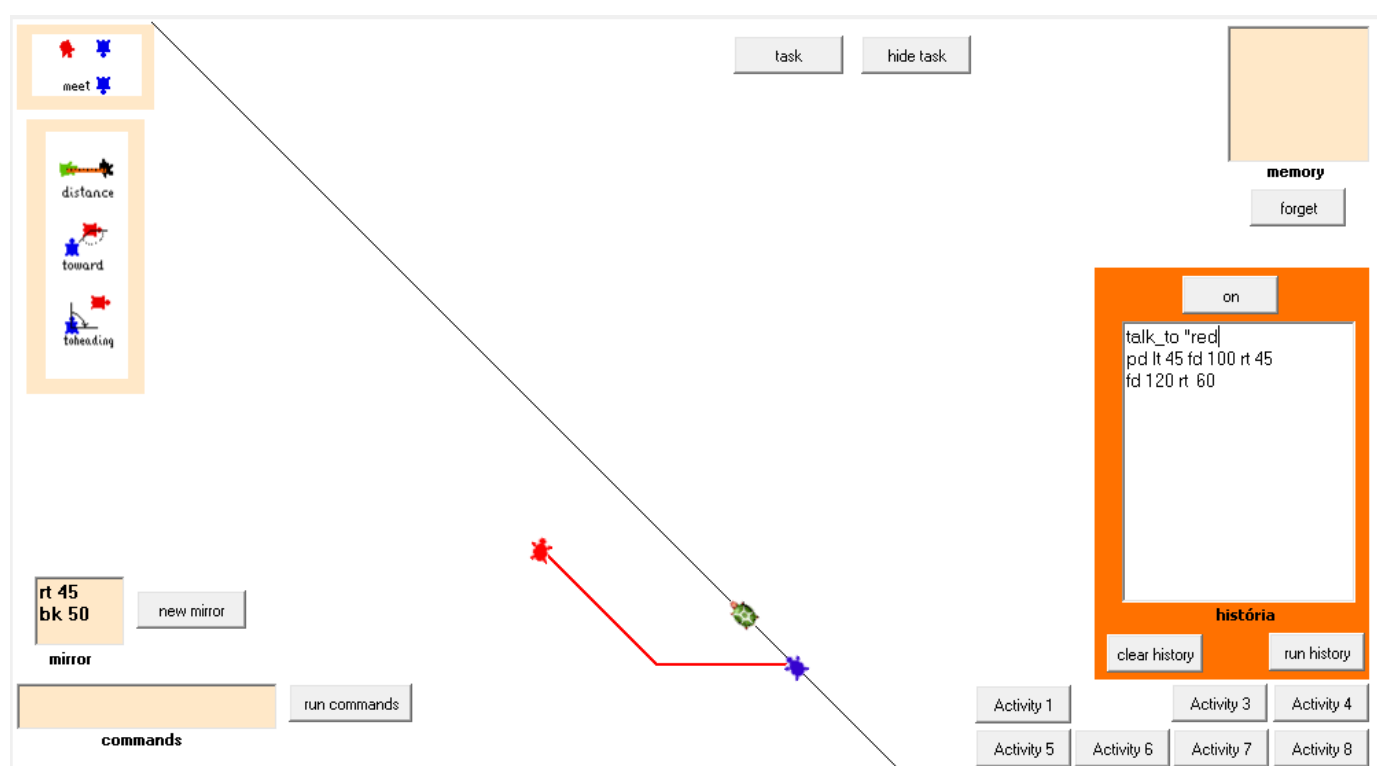 meet
distance
toward
toheading
task
hide task
memory
forget
on
talk_to "red
pd lt 45 fd 100 rt 45
fd 120 rt 60
história
clear history
run history
rt 45
bk 50
mirror
new mirror
commands
run commands
Activity 1
Activity 3
Activity 4
Activity 5
Activity 6
Activity 7
Activity 8